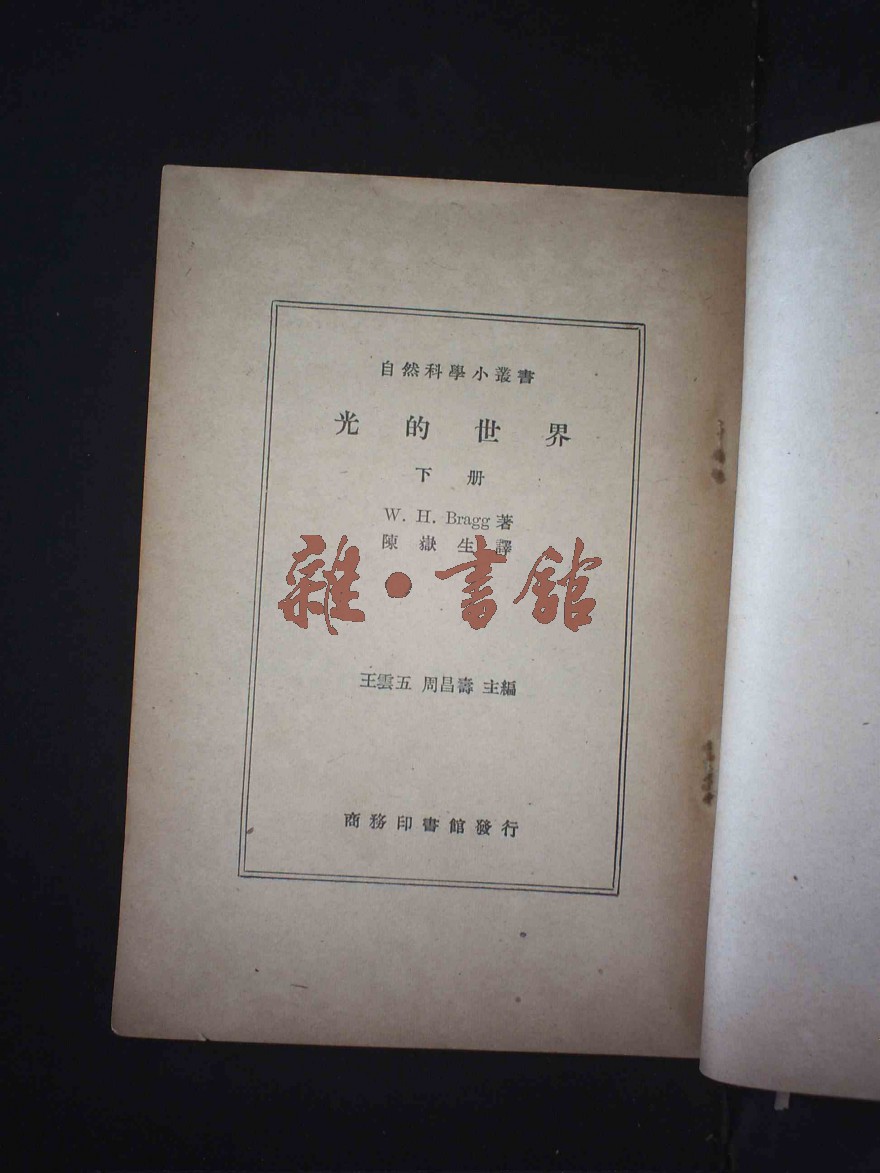 自然科學小叢書
光的世界
下册
W. H. Bragg 著
陳嶽生譯
雜·書館
王雲五 周昌壽 主編
商務印書館發行